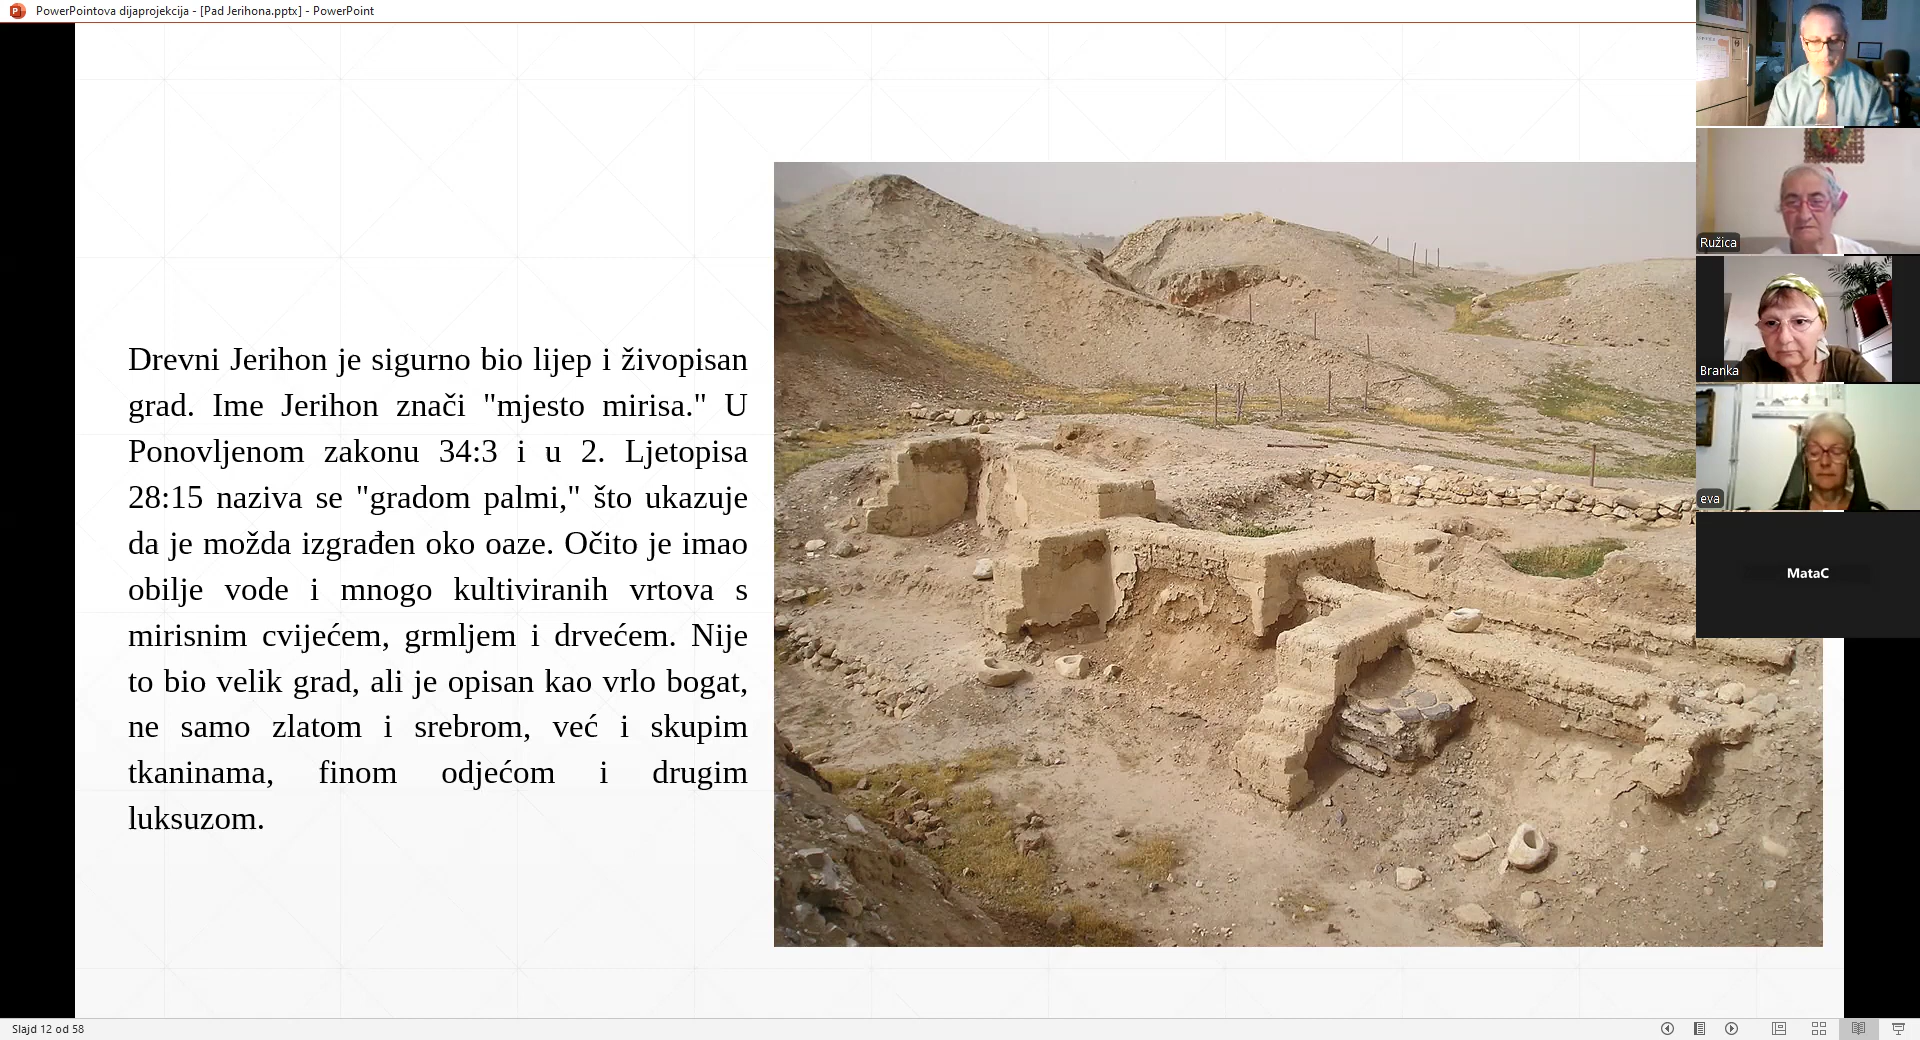 PowerPointova dijaprojekcija - [Pad Jerihona.pptx] - PowerPoint
Drevni Jerihon je sigurno bio lijep i živopisan
grad. Ime Jerihon znači "mjesto mirisa." U
Ponovljenom zakonu 34:3 i u 2. Ljetopisa
28:15 naziva se "gradom palmi," što ukazuje
da je možda izgrađen oko oaze. Očito je imao
obilje vode i mnogo kultiviranih vrtova s
mirisnim cvijećem, grmljem i drvećem. Nije
to bio velik grad, ali je opisan kao vrlo bogat,
ne samo zlatom i srebrom, već i skupim
tkaninama, finom odjećom i drugim
luksuzom.
Ružica
Branka
eva
MataC
Slajd 12 od 58